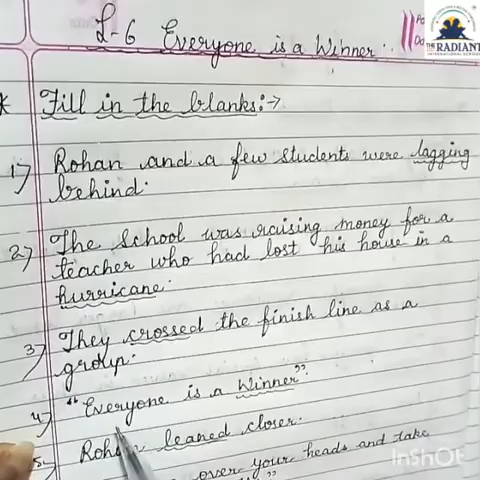 L-6 Everyone is a Winner..
THE RADIANT
INTERNATIONAL SCHOOL
* Fill in the blanks:→
1) Rohan and a few students were lagging
behind.
2) The school was raising money for a
teacher who had lost his house in a
hurricane.
3) They crossed the finish line as a
group.
4) "Everyone is a Winner".
5. Rohan leaned closer.
over your heads and take
InShOt